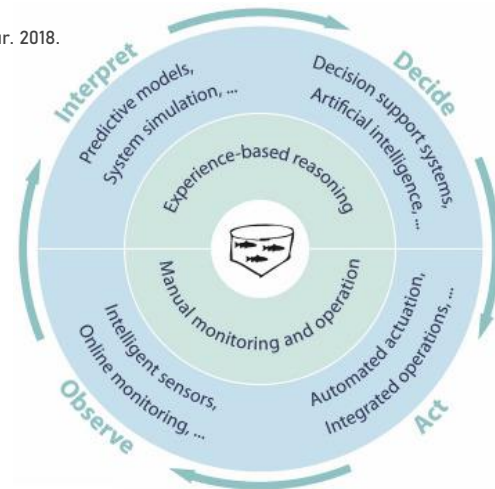 ur. 2018.
Interpret
Predictive models,
System simulation, ...
Decide
Decision support systems,
Artificial intelligence, ...
Experience-based reasoning
Manual monitoring and operation
Observe
Intelligent sensors,
Online monitoring, ...
Act
Automated actuation,
Integrated operations, ...